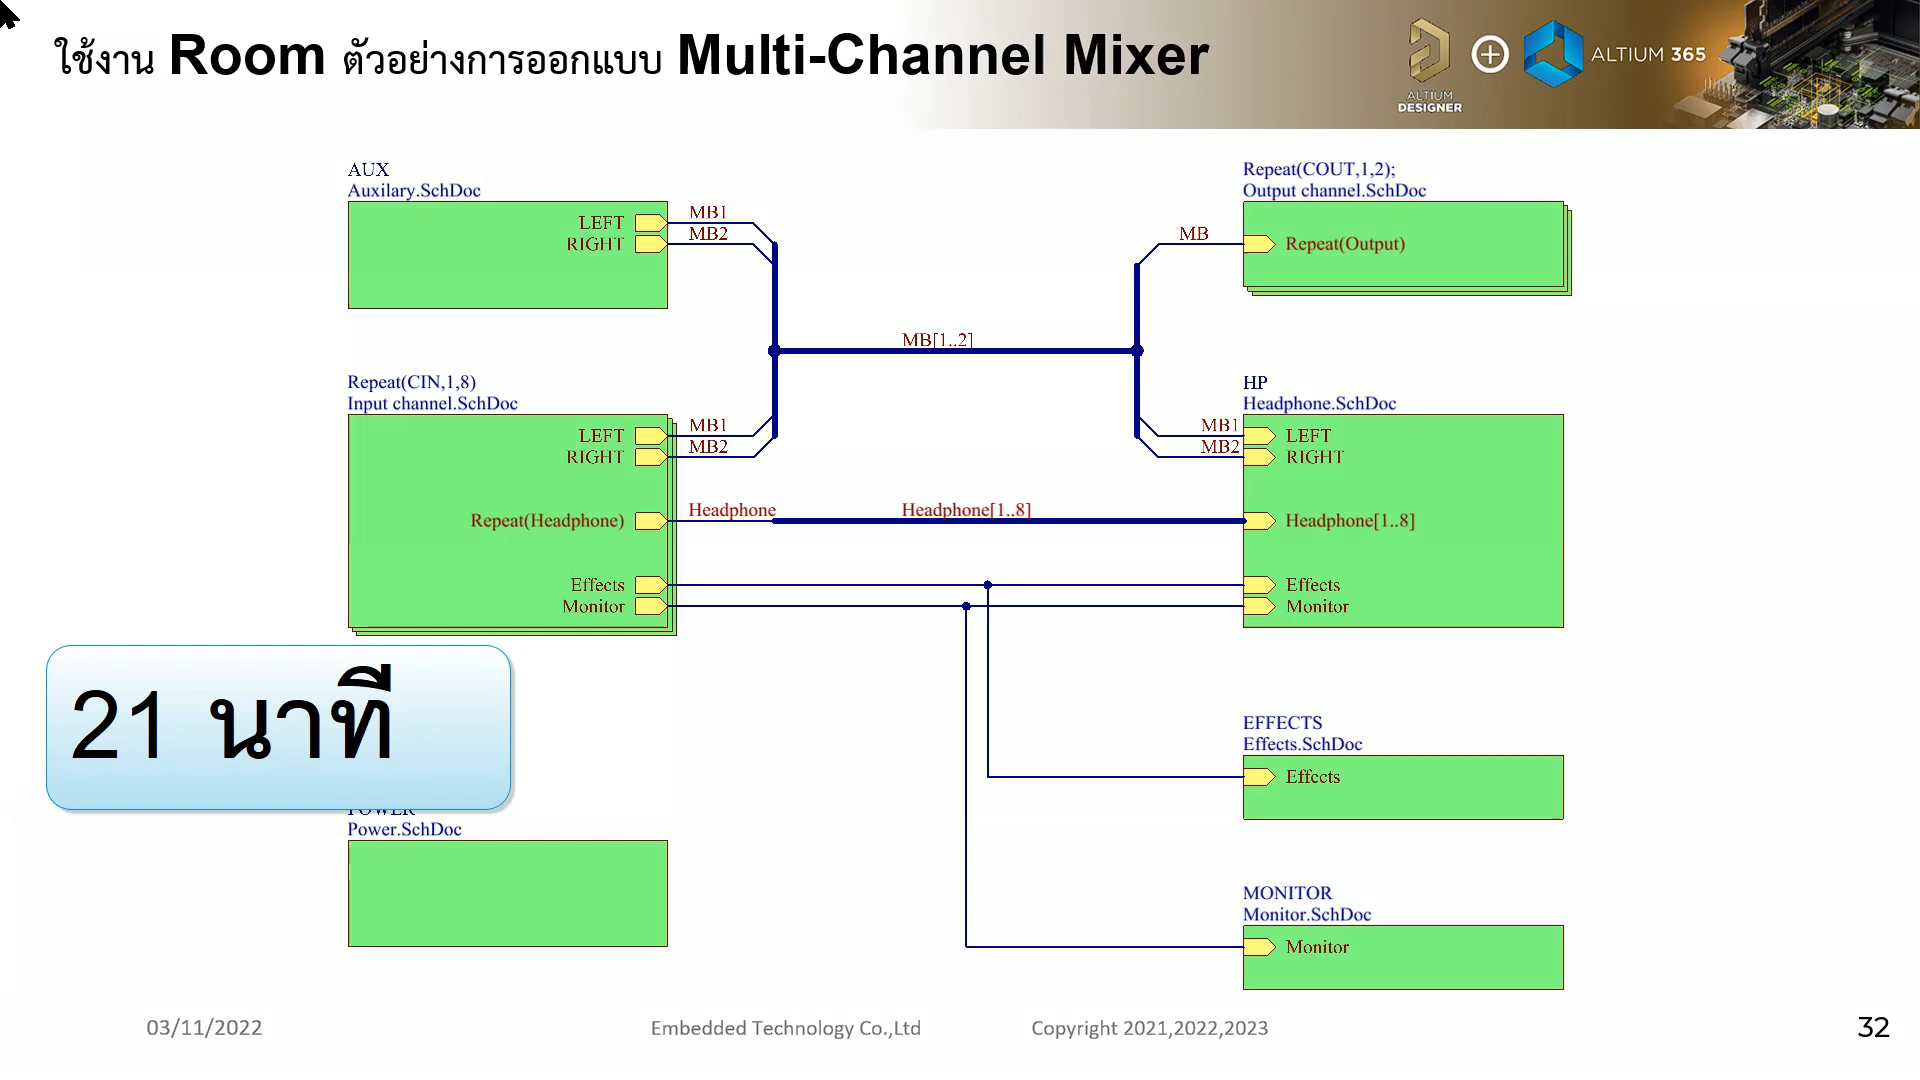 ใช้งาน Room ตัวอย่างการออกแบบ Multi-Channel Mixer
ALTIUM
DESIGNER
ALTIUM 365
AUX
Auxilary.SchDoc
LEFT
RIGHT
MB1
MB2
Repeat(COUT,1,2);
Output channel.SchDoc
MB
Repeat(Output)
MB[1..2]
Repeat(CIN,1,8)
Input channel.SchDoc
LEFT
RIGHT
MB1
MB2
Repeat(Headphone)
Headphone
Headphone[1..8]
Effects
Monitor
HP
Headphone.SchDoc
MB1
MB2
LEFT
RIGHT
Headphone[1..8]
Effects
Monitor
21 นาที
POWER
Power.SchDoc
EFFECTS
Effects.SchDoc
Effects
MONITOR
Monitor.SchDoc
Monitor
03/11/2022
Embedded Technology Co.,Ltd
Copyright 2021,2022,2023
32